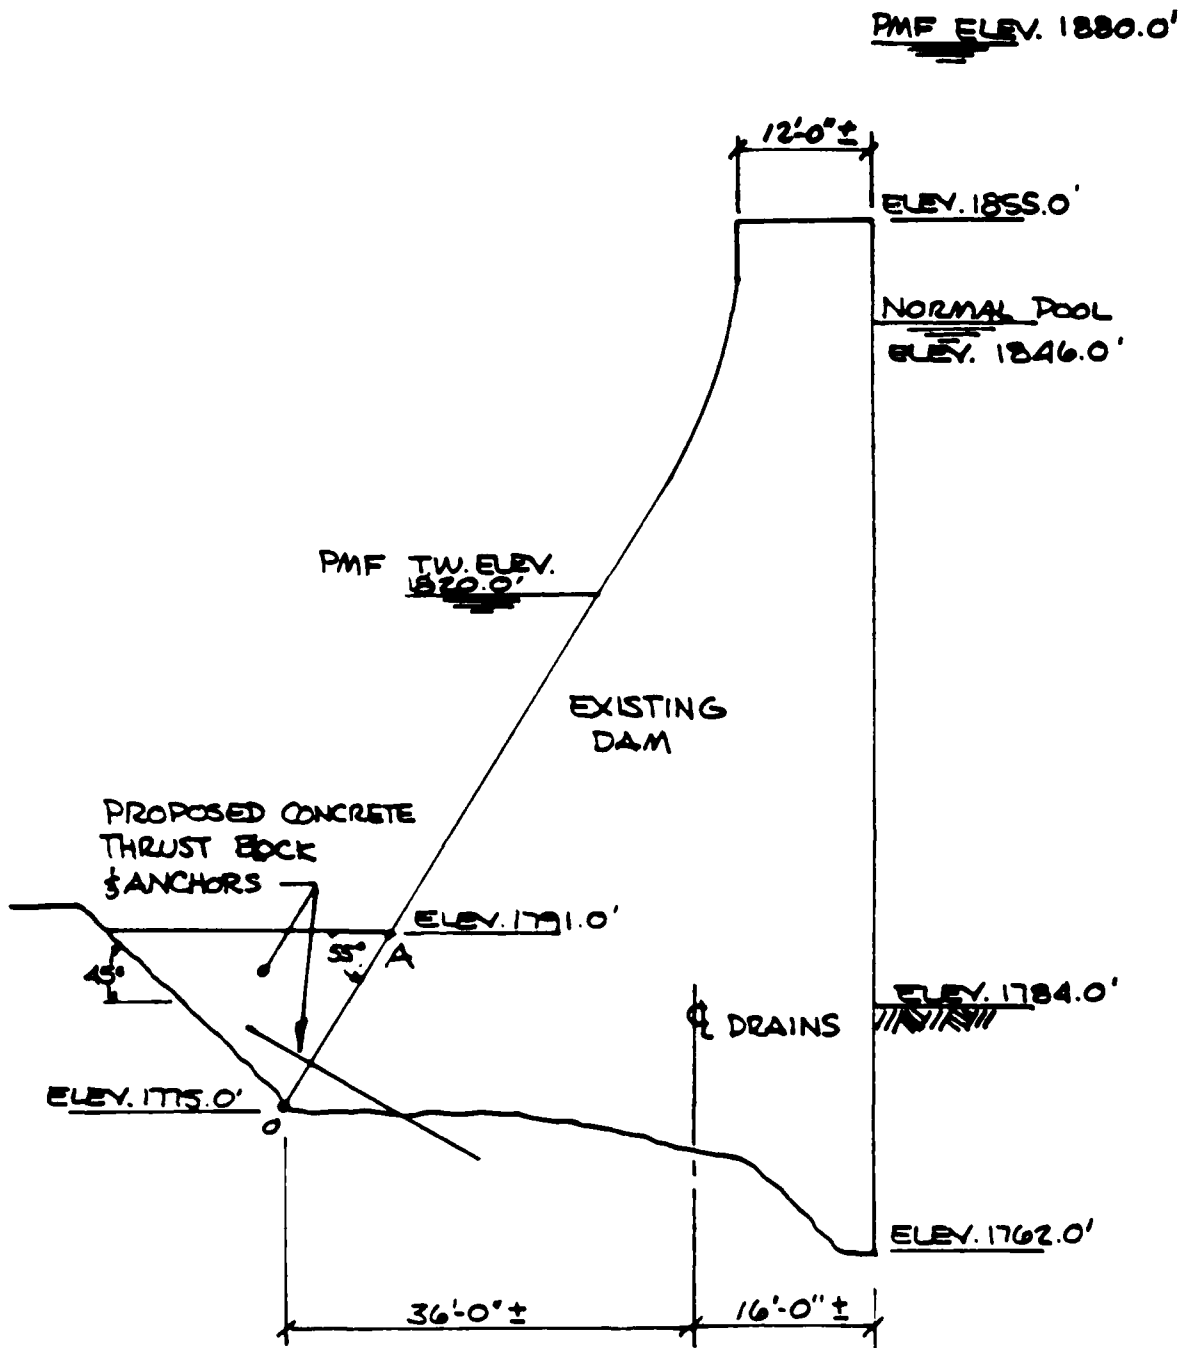 PMF ELEV. 1880.0'
12'-0" ±
ELEV. 1855.0'
NORMAL POOL
ELEV. 1846.0'
PMF TW. ELEV.
1820.0'
EXISTING
DAM
PROPOSED CONCRETE
THRUST BOCK
& ANCHORS
ELEV. 1791.0'
55°
A
45°
ELEV. 1784.0'
℄ DRAINS
ELEV. 1775.0'
O
ELEV. 1762.0'
36'-0" ±
16'-0" ±